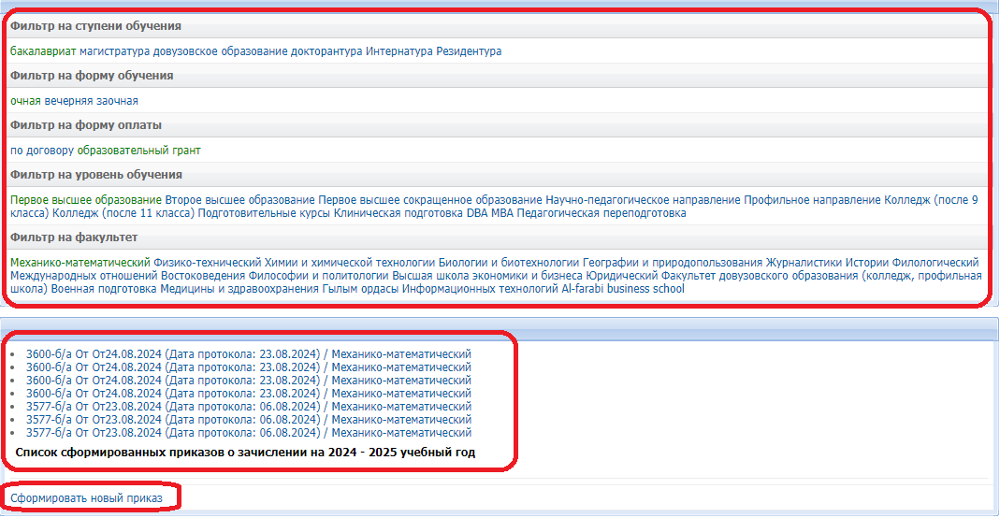 Фильтр на ступени обучения
бакалавриат магистратура довузовское образование докторантура Интернатура Резидентура
Фильтр на форму обучения
очная вечерняя заочная
Фильтр на форму оплаты
по договору образовательный грант
Фильтр на уровень обучения
Первое высшее образование Второе высшее образование Первое высшее сокращенное образование Научно-педагогическое направление Профильное направление Колледж (после 9
класса) Колледж (после 11 класса) Подготовительные курсы Клиническая подготовка DBA MBA Педагогическая переподготовка
Фильтр на факультет
Механико-математический Физико-технический Химии и химической технологии Биологии и биотехнологии Географии и природопользования Журналистики Истории Филологический
Международных отношений Востоковедения Философии и политологии Высшая школа экономики и бизнеса Юридический Факультет довузовского образования (колледж, профильная
школа) Военная подготовка Медицины и здравоохранения Гылым ордасы Информационных технологий Al-farabi business school
3600-б/а От От24.08.2024 (Дата протокола: 23.08.2024) / Механико-математический
3600-б/а От От24.08.2024 (Дата протокола: 23.08.2024) / Механико-математический
3600-б/а От От24.08.2024 (Дата протокола: 23.08.2024) / Механико-математический
3600-б/а От От24.08.2024 (Дата протокола: 23.08.2024) / Механико-математический
3577-б/а От От23.08.2024 (Дата протокола: 06.08.2024) / Механико-математический
3577-б/а От От23.08.2024 (Дата протокола: 06.08.2024) / Механико-математический
3577-б/а От От23.08.2024 (Дата протокола: 06.08.2024) / Механико-математический
Список сформированных приказов о зачислении на 2024 - 2025 учебный год
Сформировать новый приказ